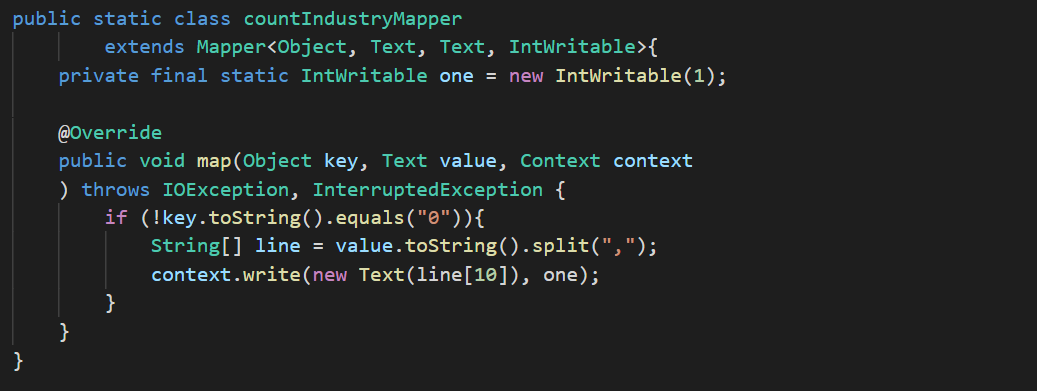 public static class countIndustryMapper
        extends Mapper<Object, Text, Text, IntWritable>{
    private final static IntWritable one = new IntWritable(1);

    @Override
    public void map(Object key, Text value, Context context
    ) throws IOException, InterruptedException {
        if (!key.toString().equals("0")){
            String[] line = value.toString().split(",");
            context.write(new Text(line[10]), one);
        }
    }
}